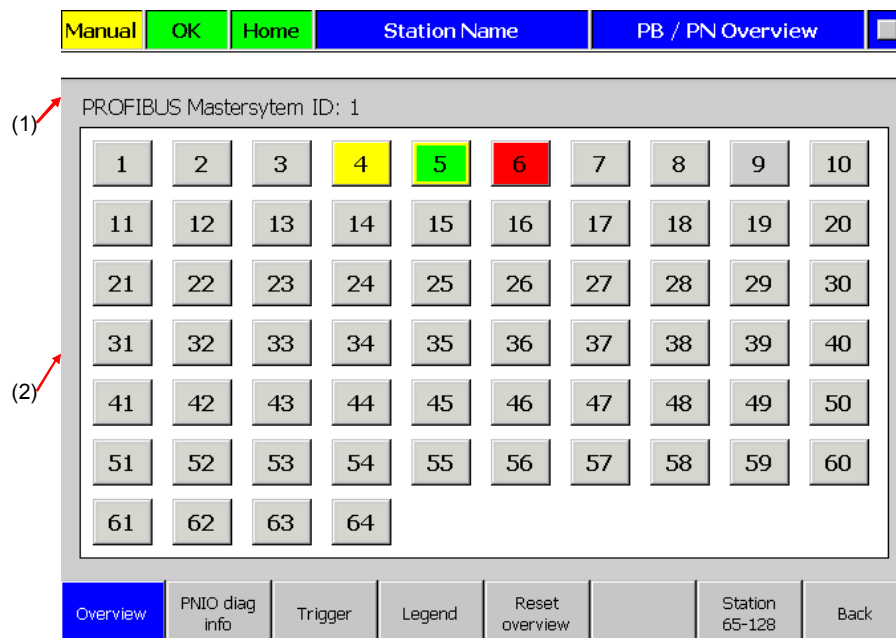 Manual OK Home Station Name PB / PN Overview
(1)
PROFIBUS Mastersytem ID: 1
1 2 3 4 5 6 7 8 9 10
11 12 13 14 15 16 17 18 19 20
21 22 23 24 25 26 27 28 29 30
31 32 33 34 35 36 37 38 39 40
(2)
41 42 43 44 45 46 47 48 49 50
51 52 53 54 55 56 57 58 59 60
61 62 63 64
Overview
PNIO diag
info
Trigger
Legend
Reset
overview
Station
65-128
Back